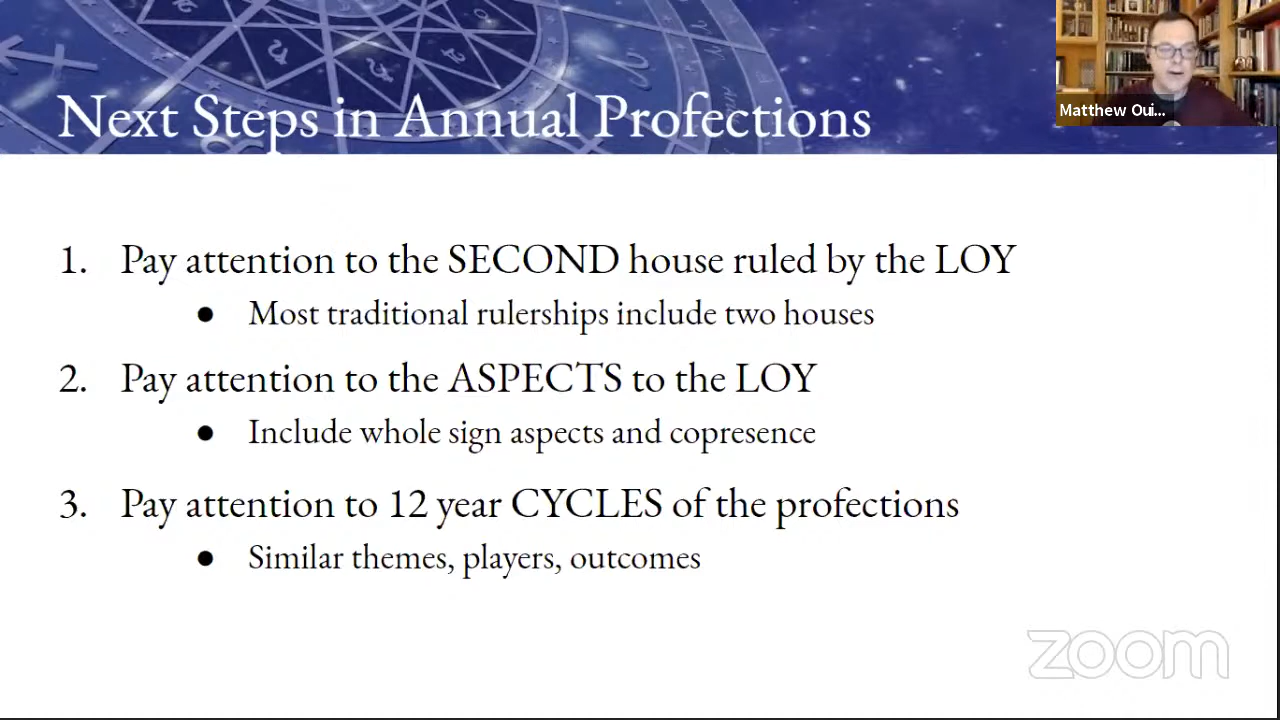 Next Steps in Annual Profections
Matthew Oui...
1. Pay attention to the SECOND house ruled by the LOY
● Most traditional rulerships include two houses
2. Pay attention to the ASPECTS to the LOY
● Include whole sign aspects and copresence
3. Pay attention to 12 year CYCLES of the profections
● Similar themes, players, outcomes
zoom